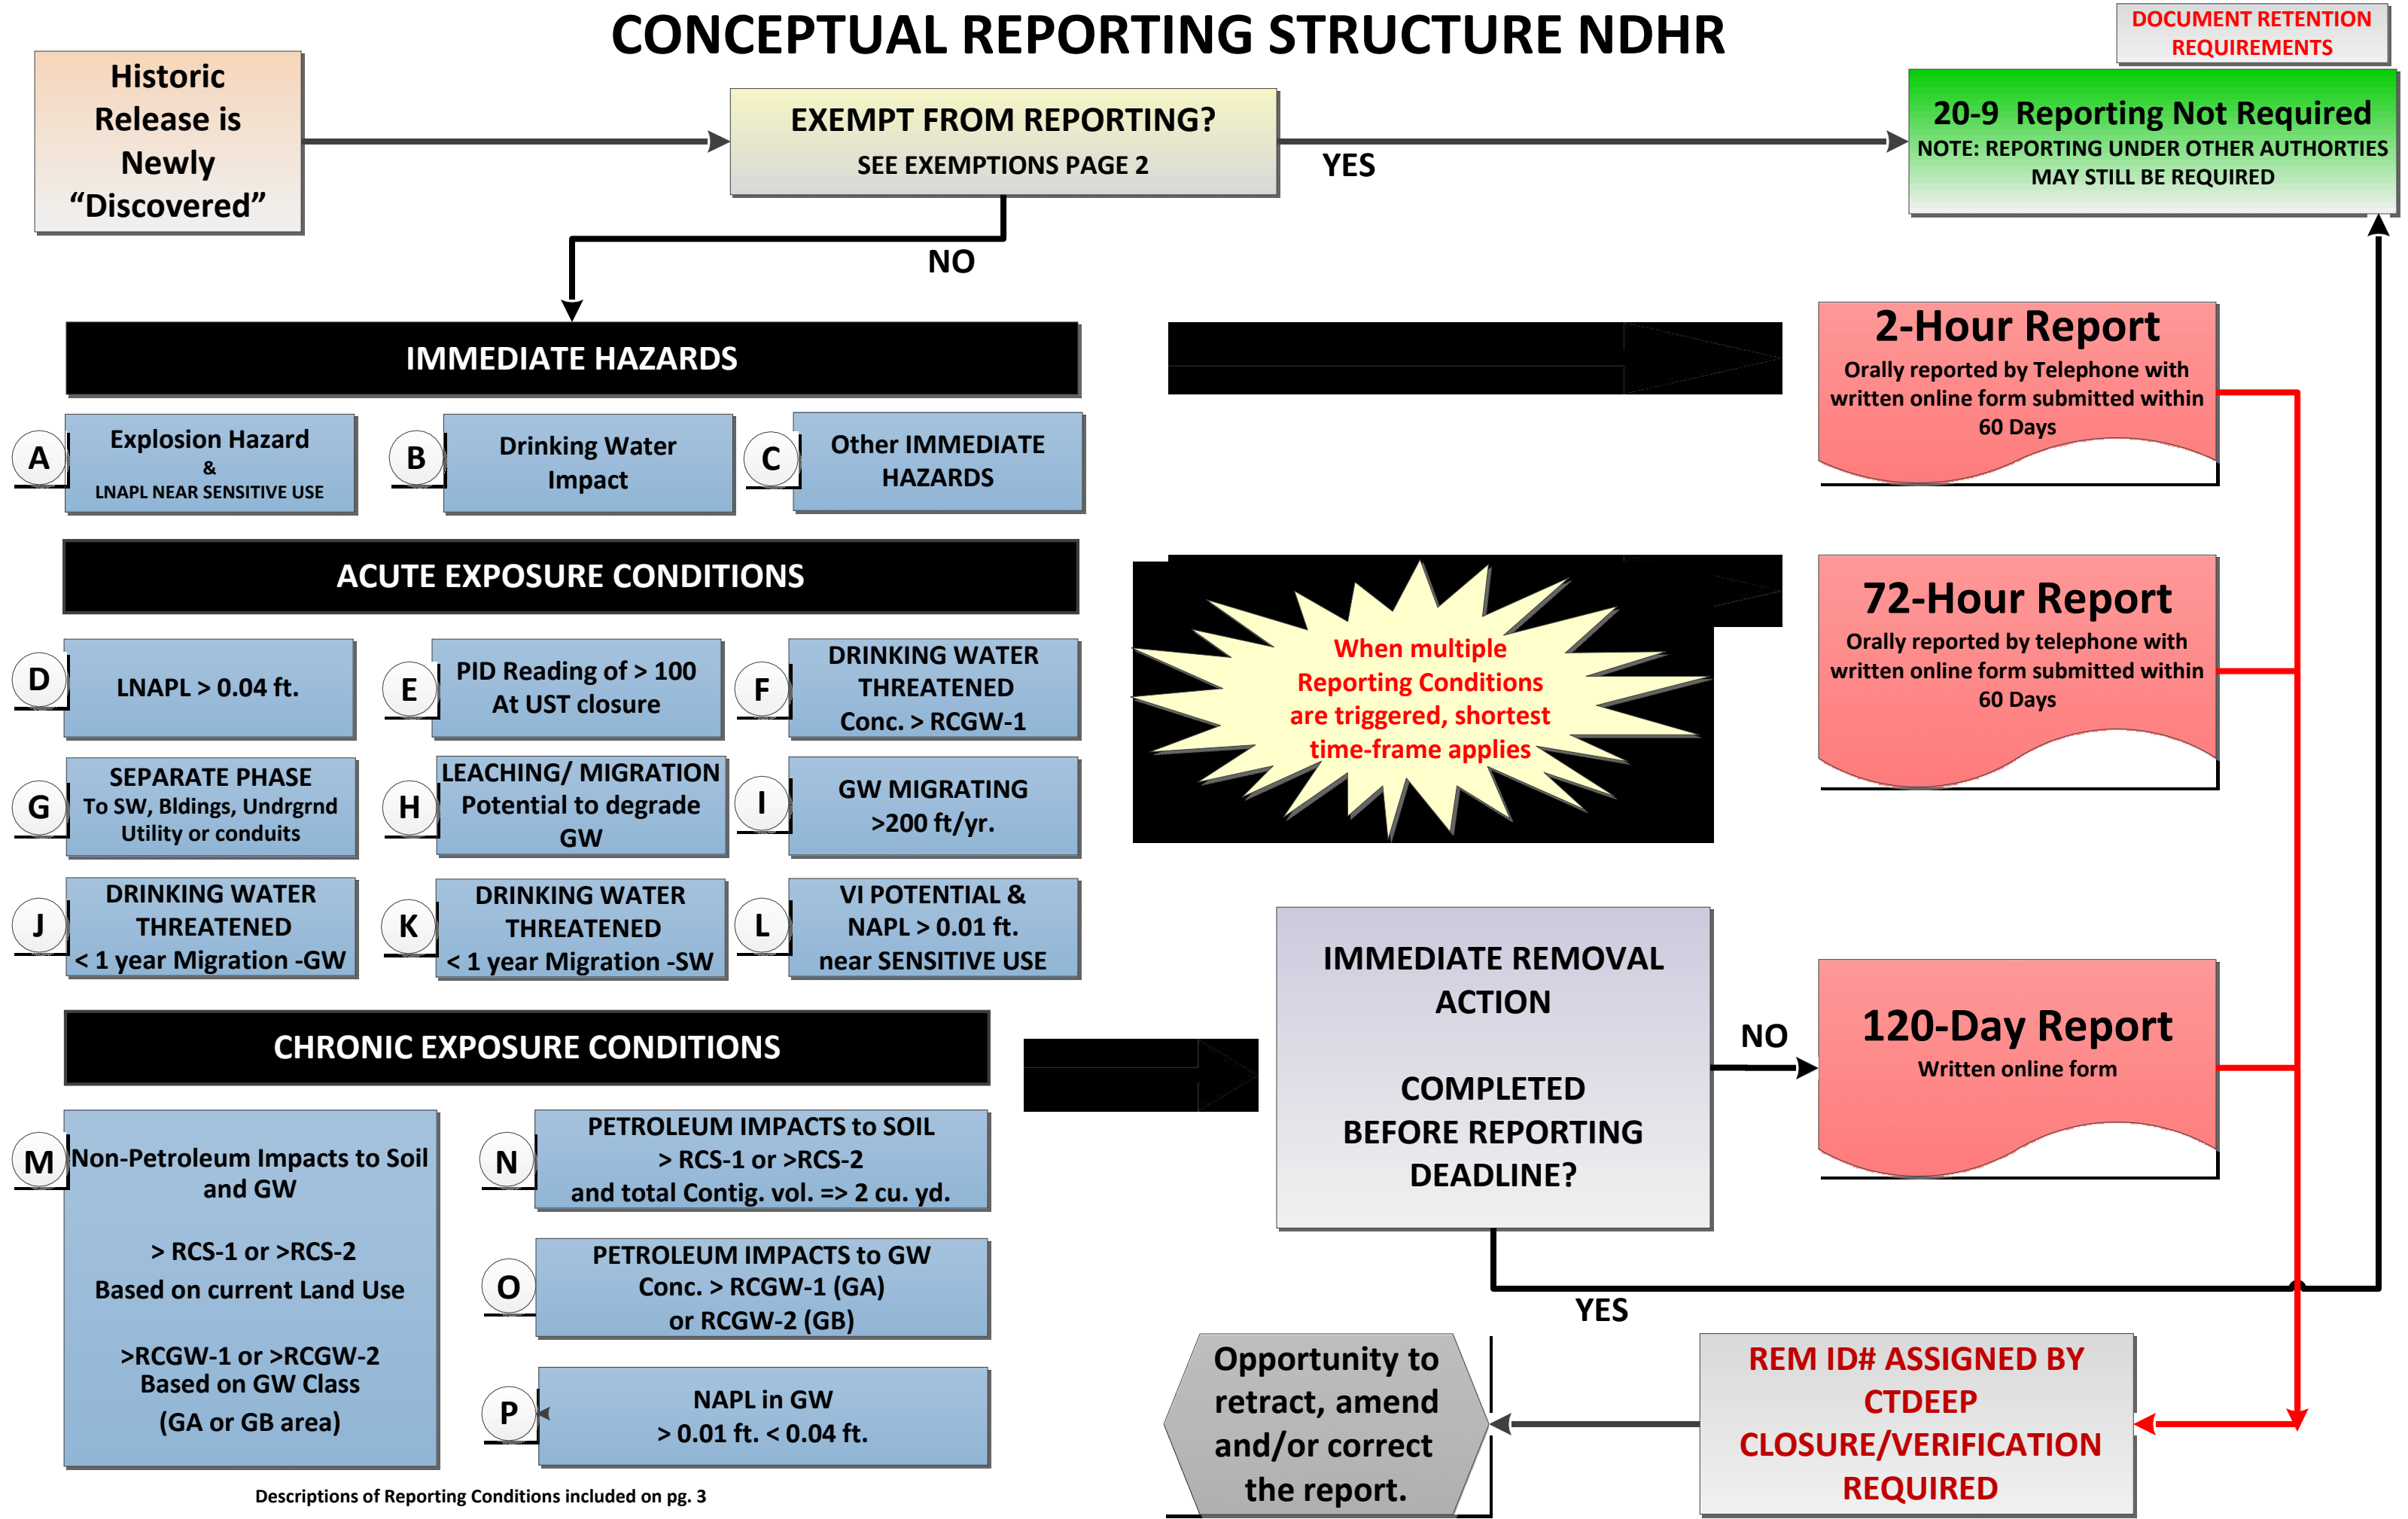 CONCEPTUAL REPORTING STRUCTURE NDHR
DOCUMENT RETENTION
REQUIREMENTS
Historic
Release is
Newly
“Discovered”
EXEMPT FROM REPORTING?
SEE EXEMPTIONS PAGE 2
YES
20-9 Reporting Not Required
NOTE: REPORTING UNDER OTHER AUTHORTIES
MAY STILL BE REQUIRED
NO
IMMEDIATE HAZARDS
A
Explosion Hazard
&
LNAPL NEAR SENSITIVE USE
B
Drinking Water
Impact
C
Other IMMEDIATE
HAZARDS
2-Hour Report
Orally reported by Telephone with
written online form submitted within
60 Days
ACUTE EXPOSURE CONDITIONS
D
LNAPL > 0.04 ft.
E
PID Reading of > 100
At UST closure
F
DRINKING WATER
THREATENED
Conc. > RCGW-1
G
SEPARATE PHASE
To SW, Bldings, Undrgrnd
Utility or conduits
H
LEACHING/ MIGRATION
Potential to degrade
GW
I
GW MIGRATING
>200 ft/yr.
J
DRINKING WATER
THREATENED
< 1 year Migration -GW
K
DRINKING WATER
THREATENED
< 1 year Migration -SW
L
VI POTENTIAL &
NAPL > 0.01 ft.
near SENSITIVE USE
When multiple
Reporting Conditions
are triggered, shortest
time-frame applies
72-Hour Report
Orally reported by telephone with
written online form submitted within
60 Days
CHRONIC EXPOSURE CONDITIONS
M
Non-Petroleum Impacts to Soil
and GW
> RCS-1 or >RCS-2
Based on current Land Use
>RCGW-1 or >RCGW-2
Based on GW Class
(GA or GB area)
N
PETROLEUM IMPACTS to SOIL
> RCS-1 or >RCS-2
and total Contig. vol. => 2 cu. yd.
O
PETROLEUM IMPACTS to GW
Conc. > RCGW-1 (GA)
or RCGW-2 (GB)
P
NAPL in GW
> 0.01 ft. < 0.04 ft.
IMMEDIATE REMOVAL
ACTION
COMPLETED
BEFORE REPORTING
DEADLINE?
NO
120-Day Report
Written online form
YES
Opportunity to
retract, amend
and/or correct
the report.
REM ID# ASSIGNED BY
CTDEEP
CLOSURE/VERIFICATION
REQUIRED
Descriptions of Reporting Conditions included on pg. 3